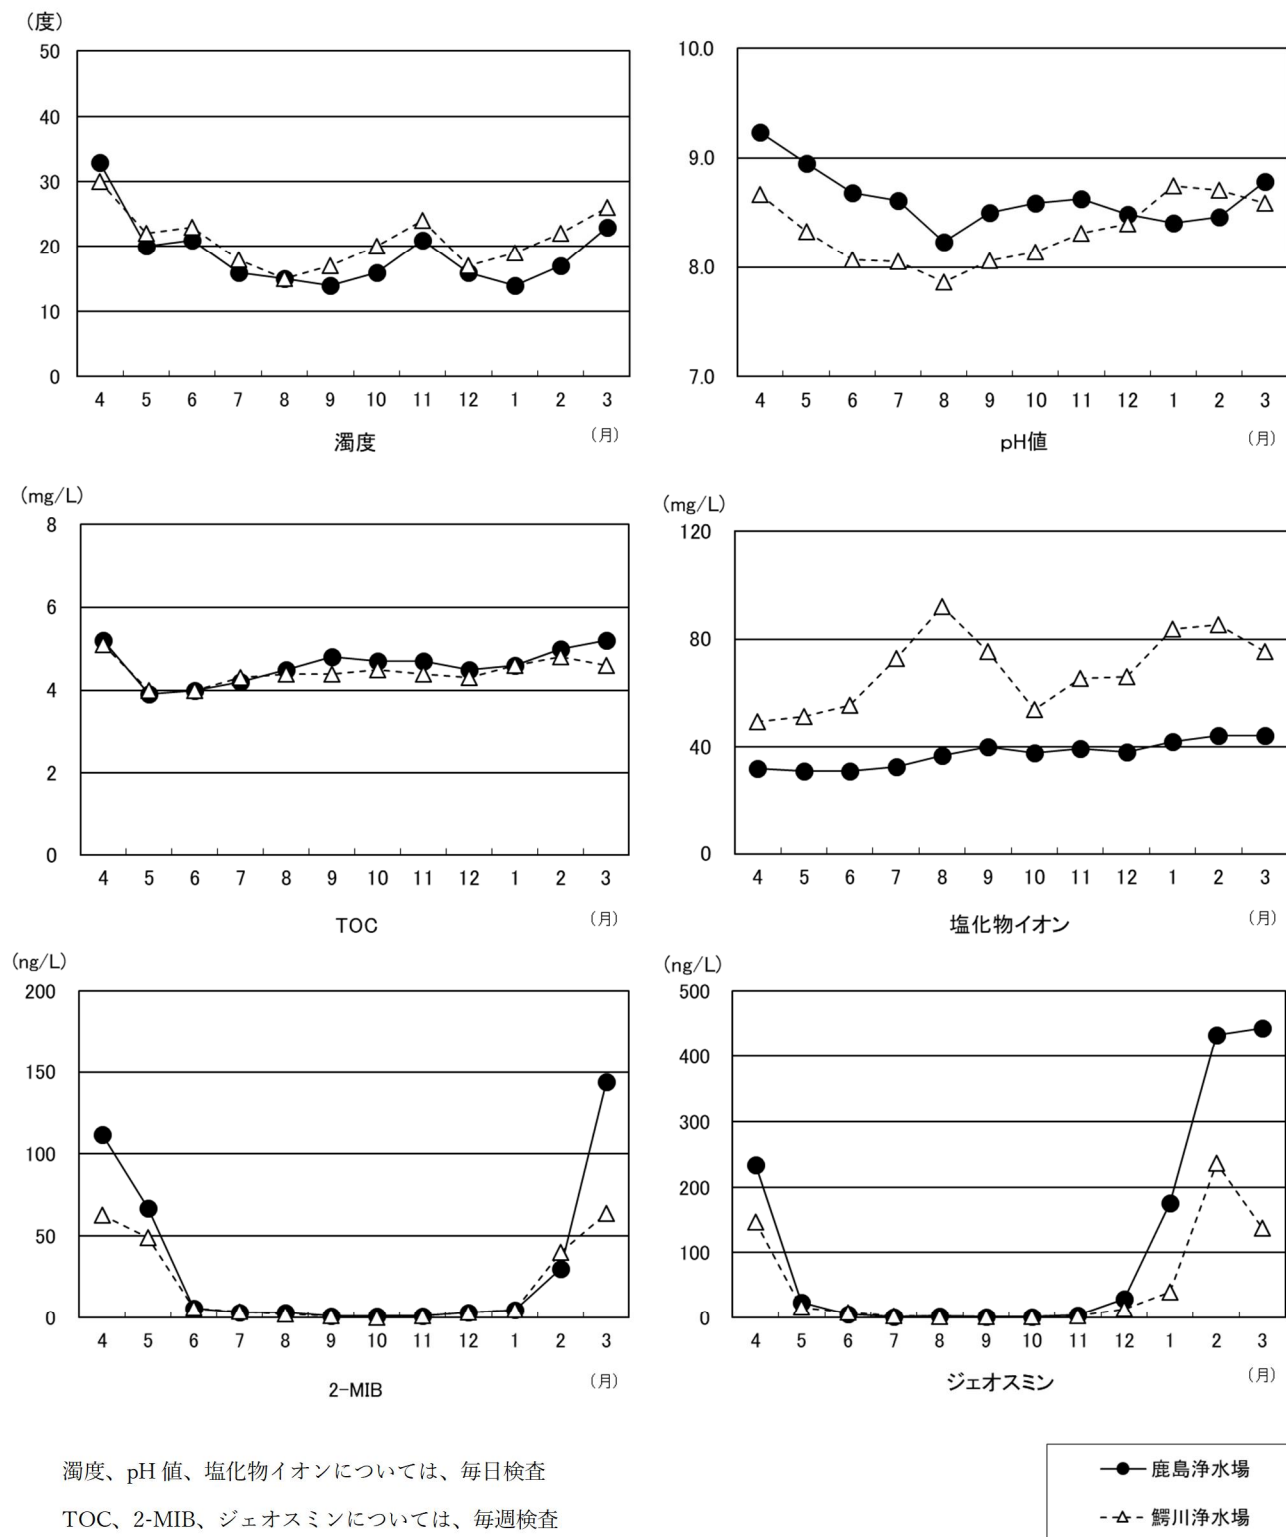 （度）
50
40
30
20
10
0
4 5 6 7 8 9 10 11 12 1 2 3
（月）
濁度
10.0
9.0
8.0
7.0
4 5 6 7 8 9 10 11 12 1 2 3
（月）
pH値
(mg/L)
8
6
4
2
0
4 5 6 7 8 9 10 11 12 1 2 3
（月）
TOC
(mg/L)
120
80
40
0
4 5 6 7 8 9 10 11 12 1 2 3
（月）
塩化物イオン
(ng/L)
200
150
100
50
0
4 5 6 7 8 9 10 11 12 1 2 3
（月）
2-MIB
(ng/L)
500
400
300
200
100
0
4 5 6 7 8 9 10 11 12 1 2 3
（月）
ジェオスミン
濁度、pH 値、塩化物イオンについては、毎日検査
TOC、2-MIB、ジェオスミンについては、毎週検査
鹿島浄水場
鰐川浄水場